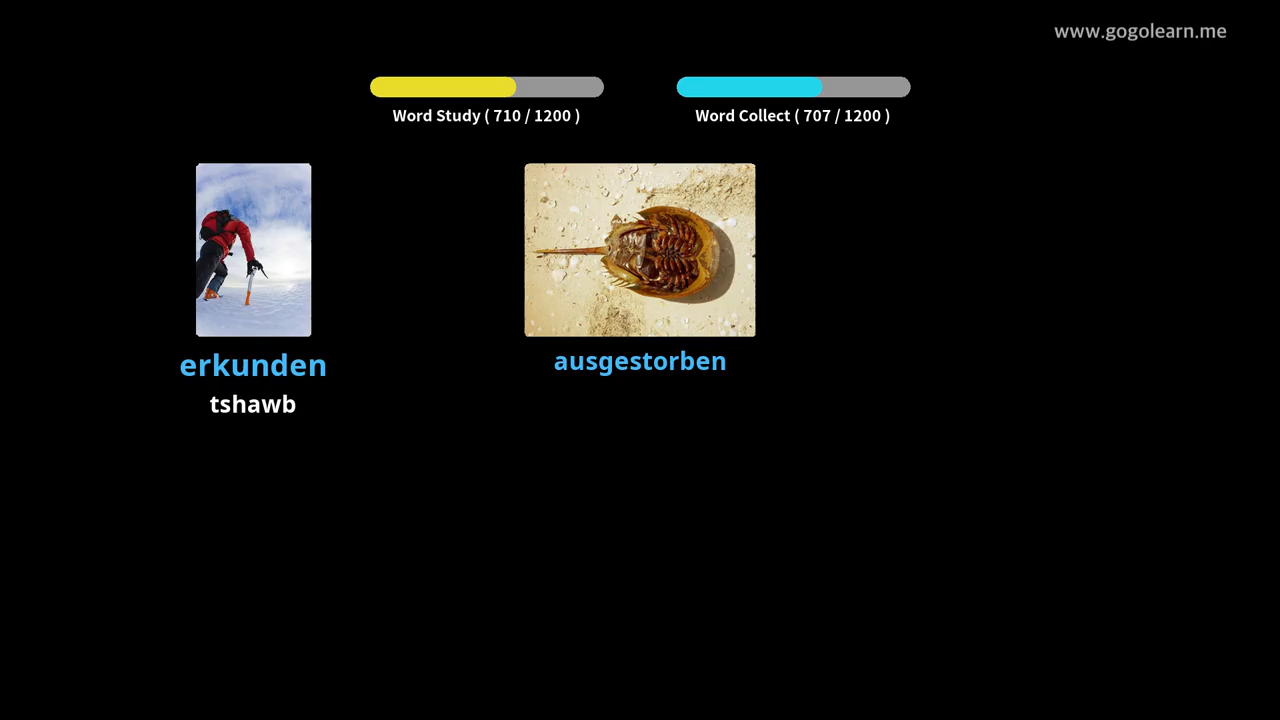 www.gogolearn.me
Word Study ( 710 / 1200 )
Word Collect ( 707 / 1200 )
erkunden
tshawb
ausgestorben